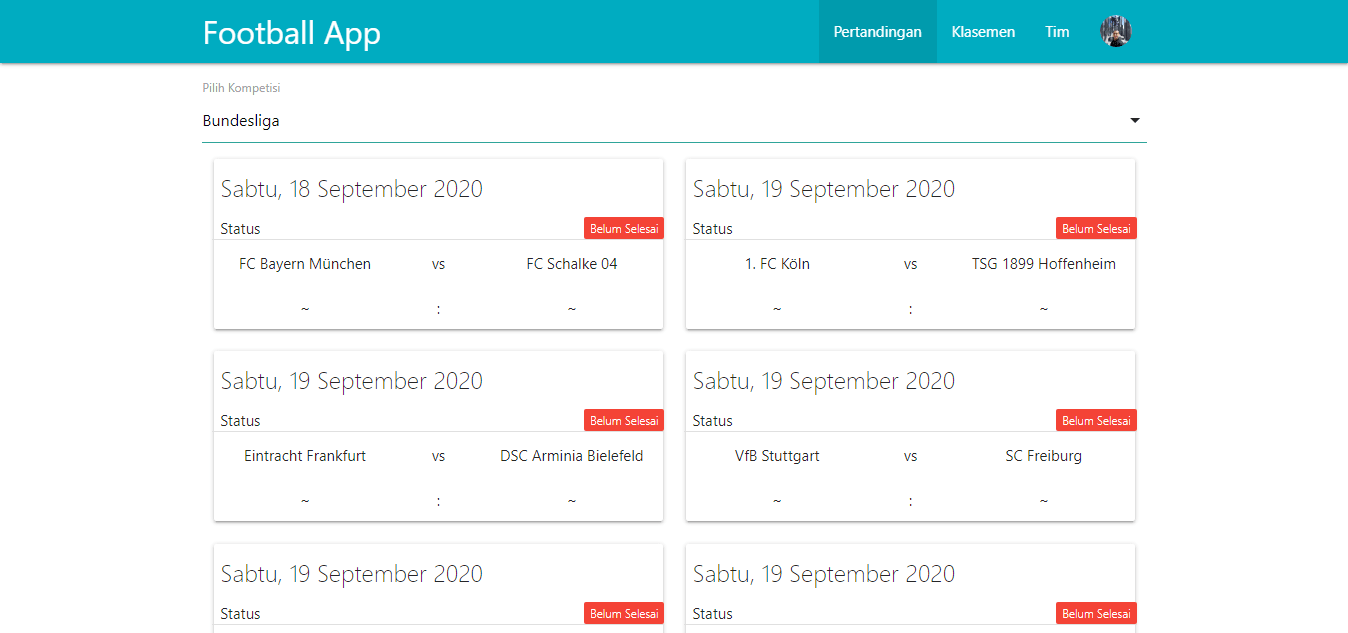 Football App
Pertandingan Klasemen Tim
Pilih Kompetisi
Bundesliga
Sabtu, 18 September 2020
Status Belum Selesai
FC Bayern München vs FC Schalke 04
~ : ~
Sabtu, 19 September 2020
Status Belum Selesai
1. FC Köln vs TSG 1899 Hoffenheim
~ : ~
Sabtu, 19 September 2020
Status Belum Selesai
Eintracht Frankfurt vs DSC Arminia Bielefeld
~ : ~
Sabtu, 19 September 2020
Status Belum Selesai
VfB Stuttgart vs SC Freiburg
~ : ~
Sabtu, 19 September 2020
Status Belum Selesai
Sabtu, 19 September 2020
Status Belum Selesai